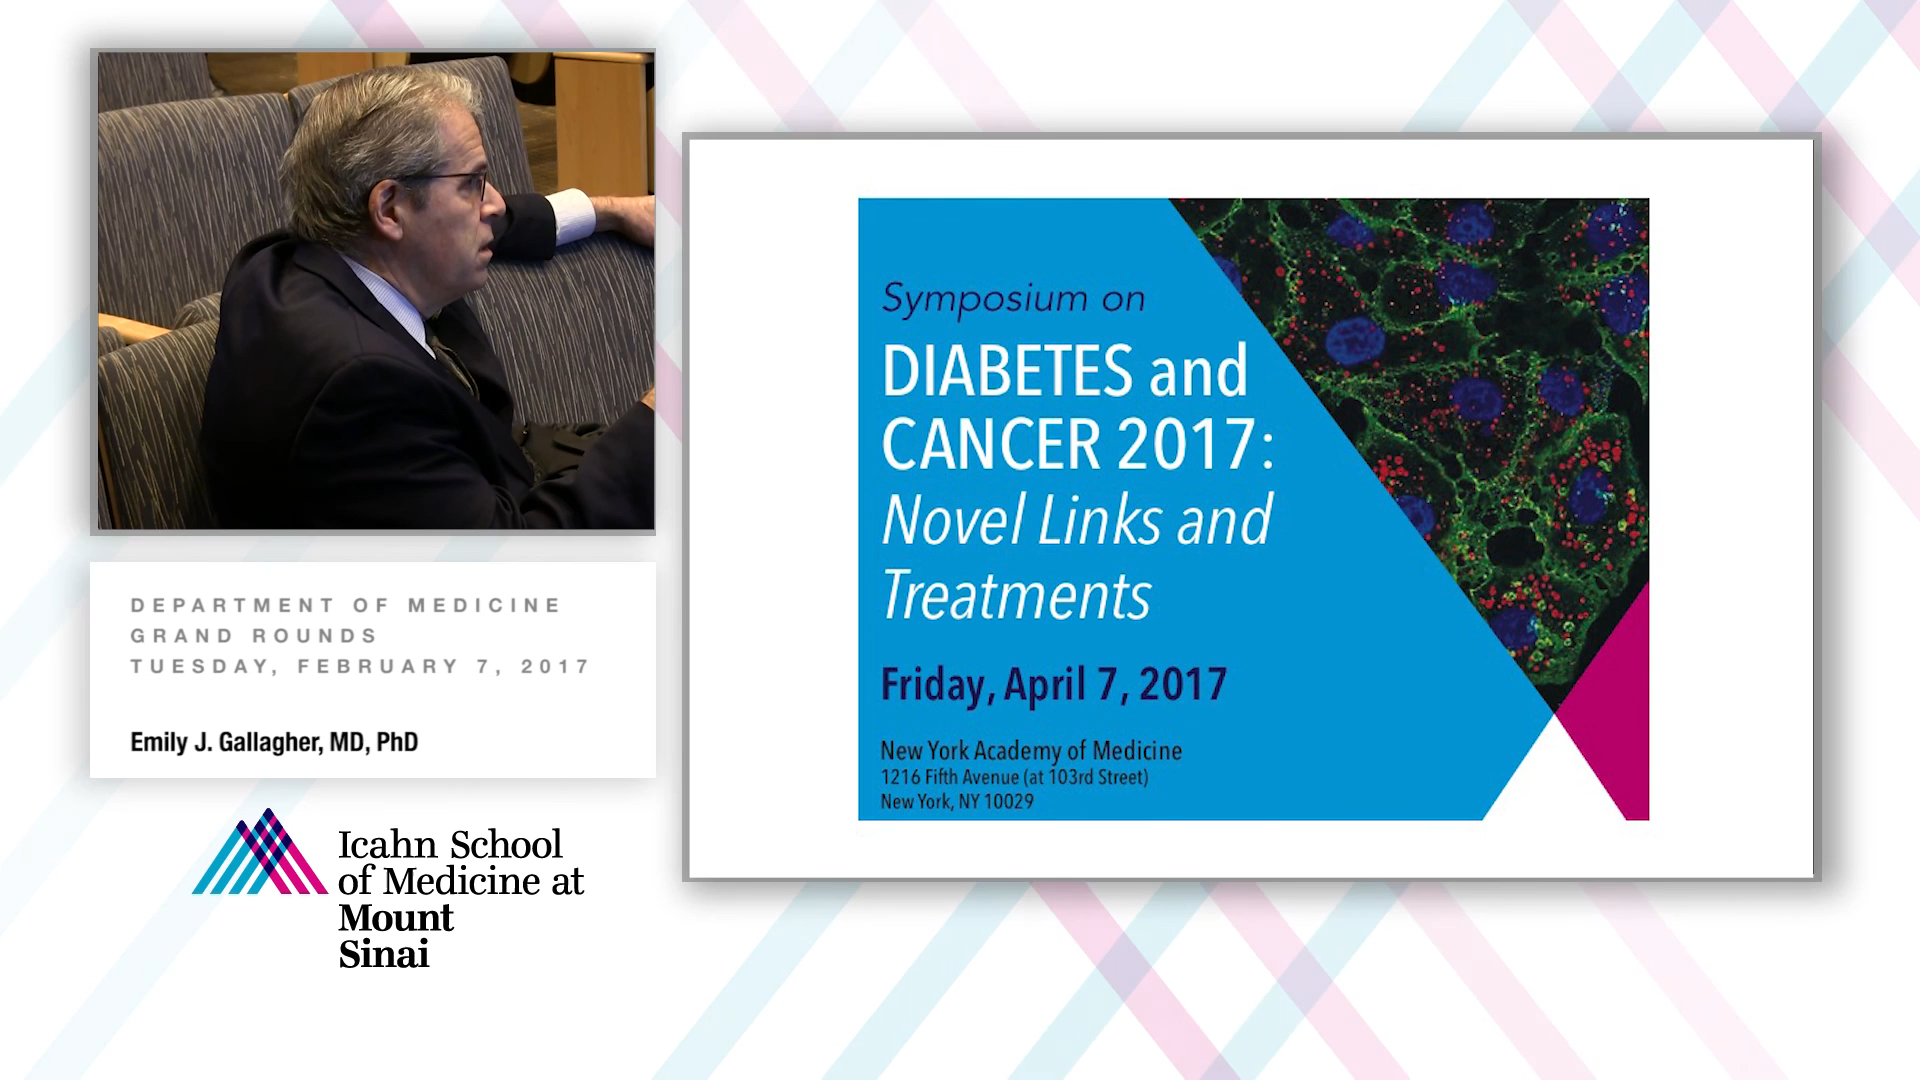 DEPARTMENT OF MEDICINE
GRAND ROUNDS
TUESDAY, FEBRUARY 7, 2017
Emily J. Gallagher, MD, PhD
Icahn School
of Medicine at
Mount
Sinai
Symposium on
DIABETES and
CANCER 2017:
Novel Links and
Treatments
Friday, April 7, 2017
New York Academy of Medicine
1216 Fifth Avenue (at 103rd Street)
New York, NY 10029